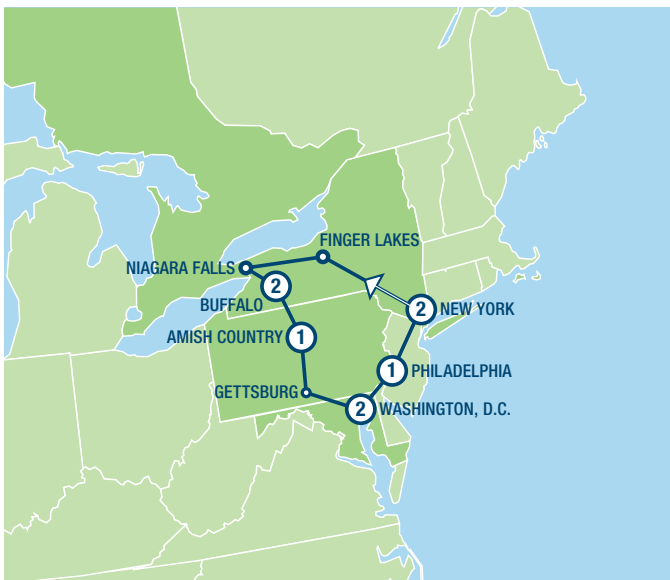 FINGER LAKES
NIAGARA FALLS
2
BUFFALO
2
NEW YORK
AMISH COUNTRY
1
1
PHILADELPHIA
GETTSBURG
2
WASHINGTON, D.C.